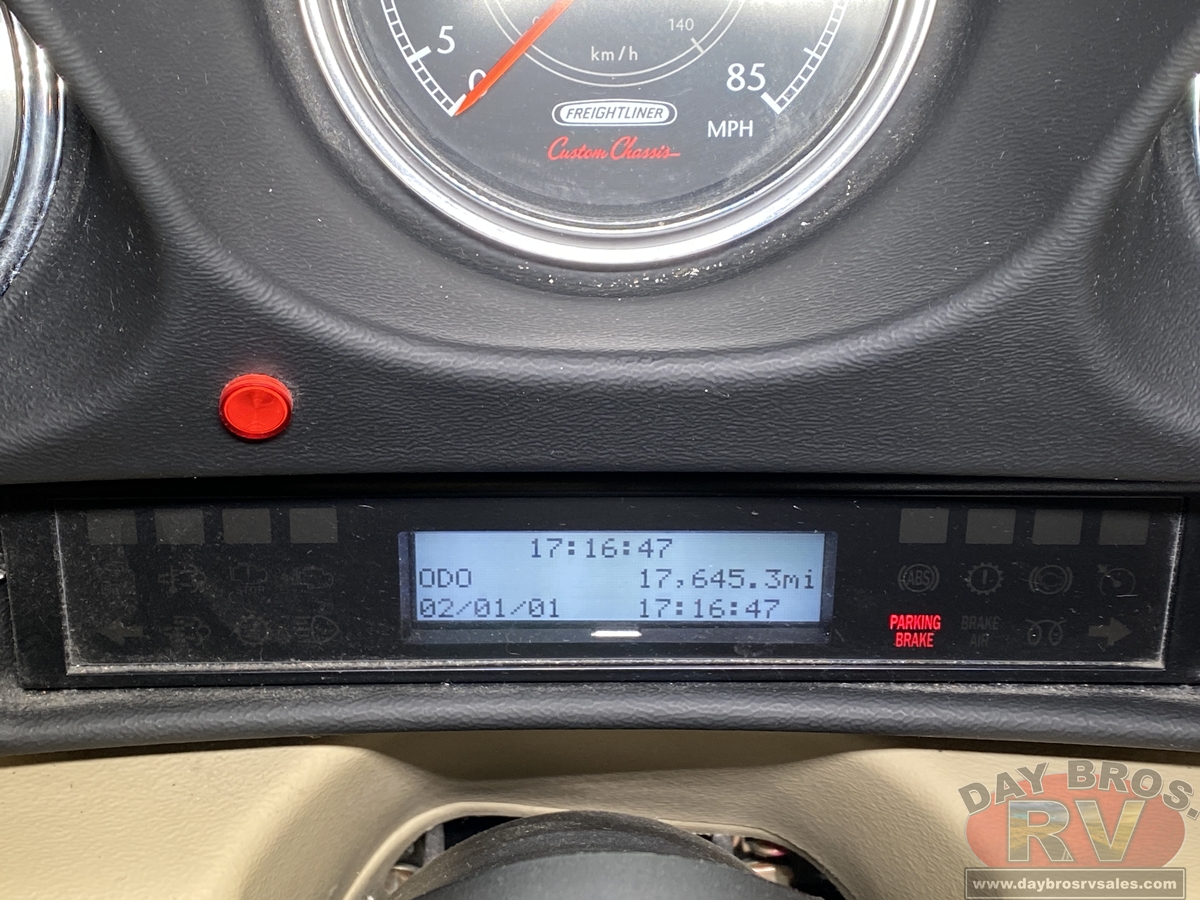 5
0
0
140
km/h
85
FREIGHTLINER
MPH
Custom Chassis
17:16:47
ODO 17,645.3mi
02/01/01 17:16:47
ABS
PARKING
BRAKE
BRAKE
AIR
DAY BROS.
RV
www.daybrosrvsales.com